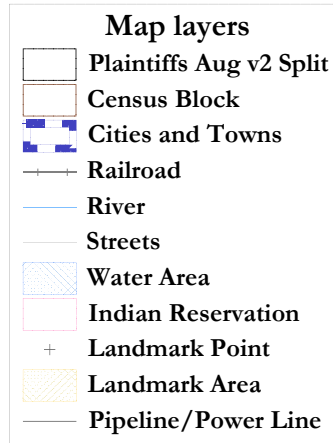 Map layers
Plaintiffs Aug v2 Split
Census Block
Cities and Towns
Railroad
River
Streets
Water Area
Indian Reservation
Landmark Point
Landmark Area
Pipeline/Power Line